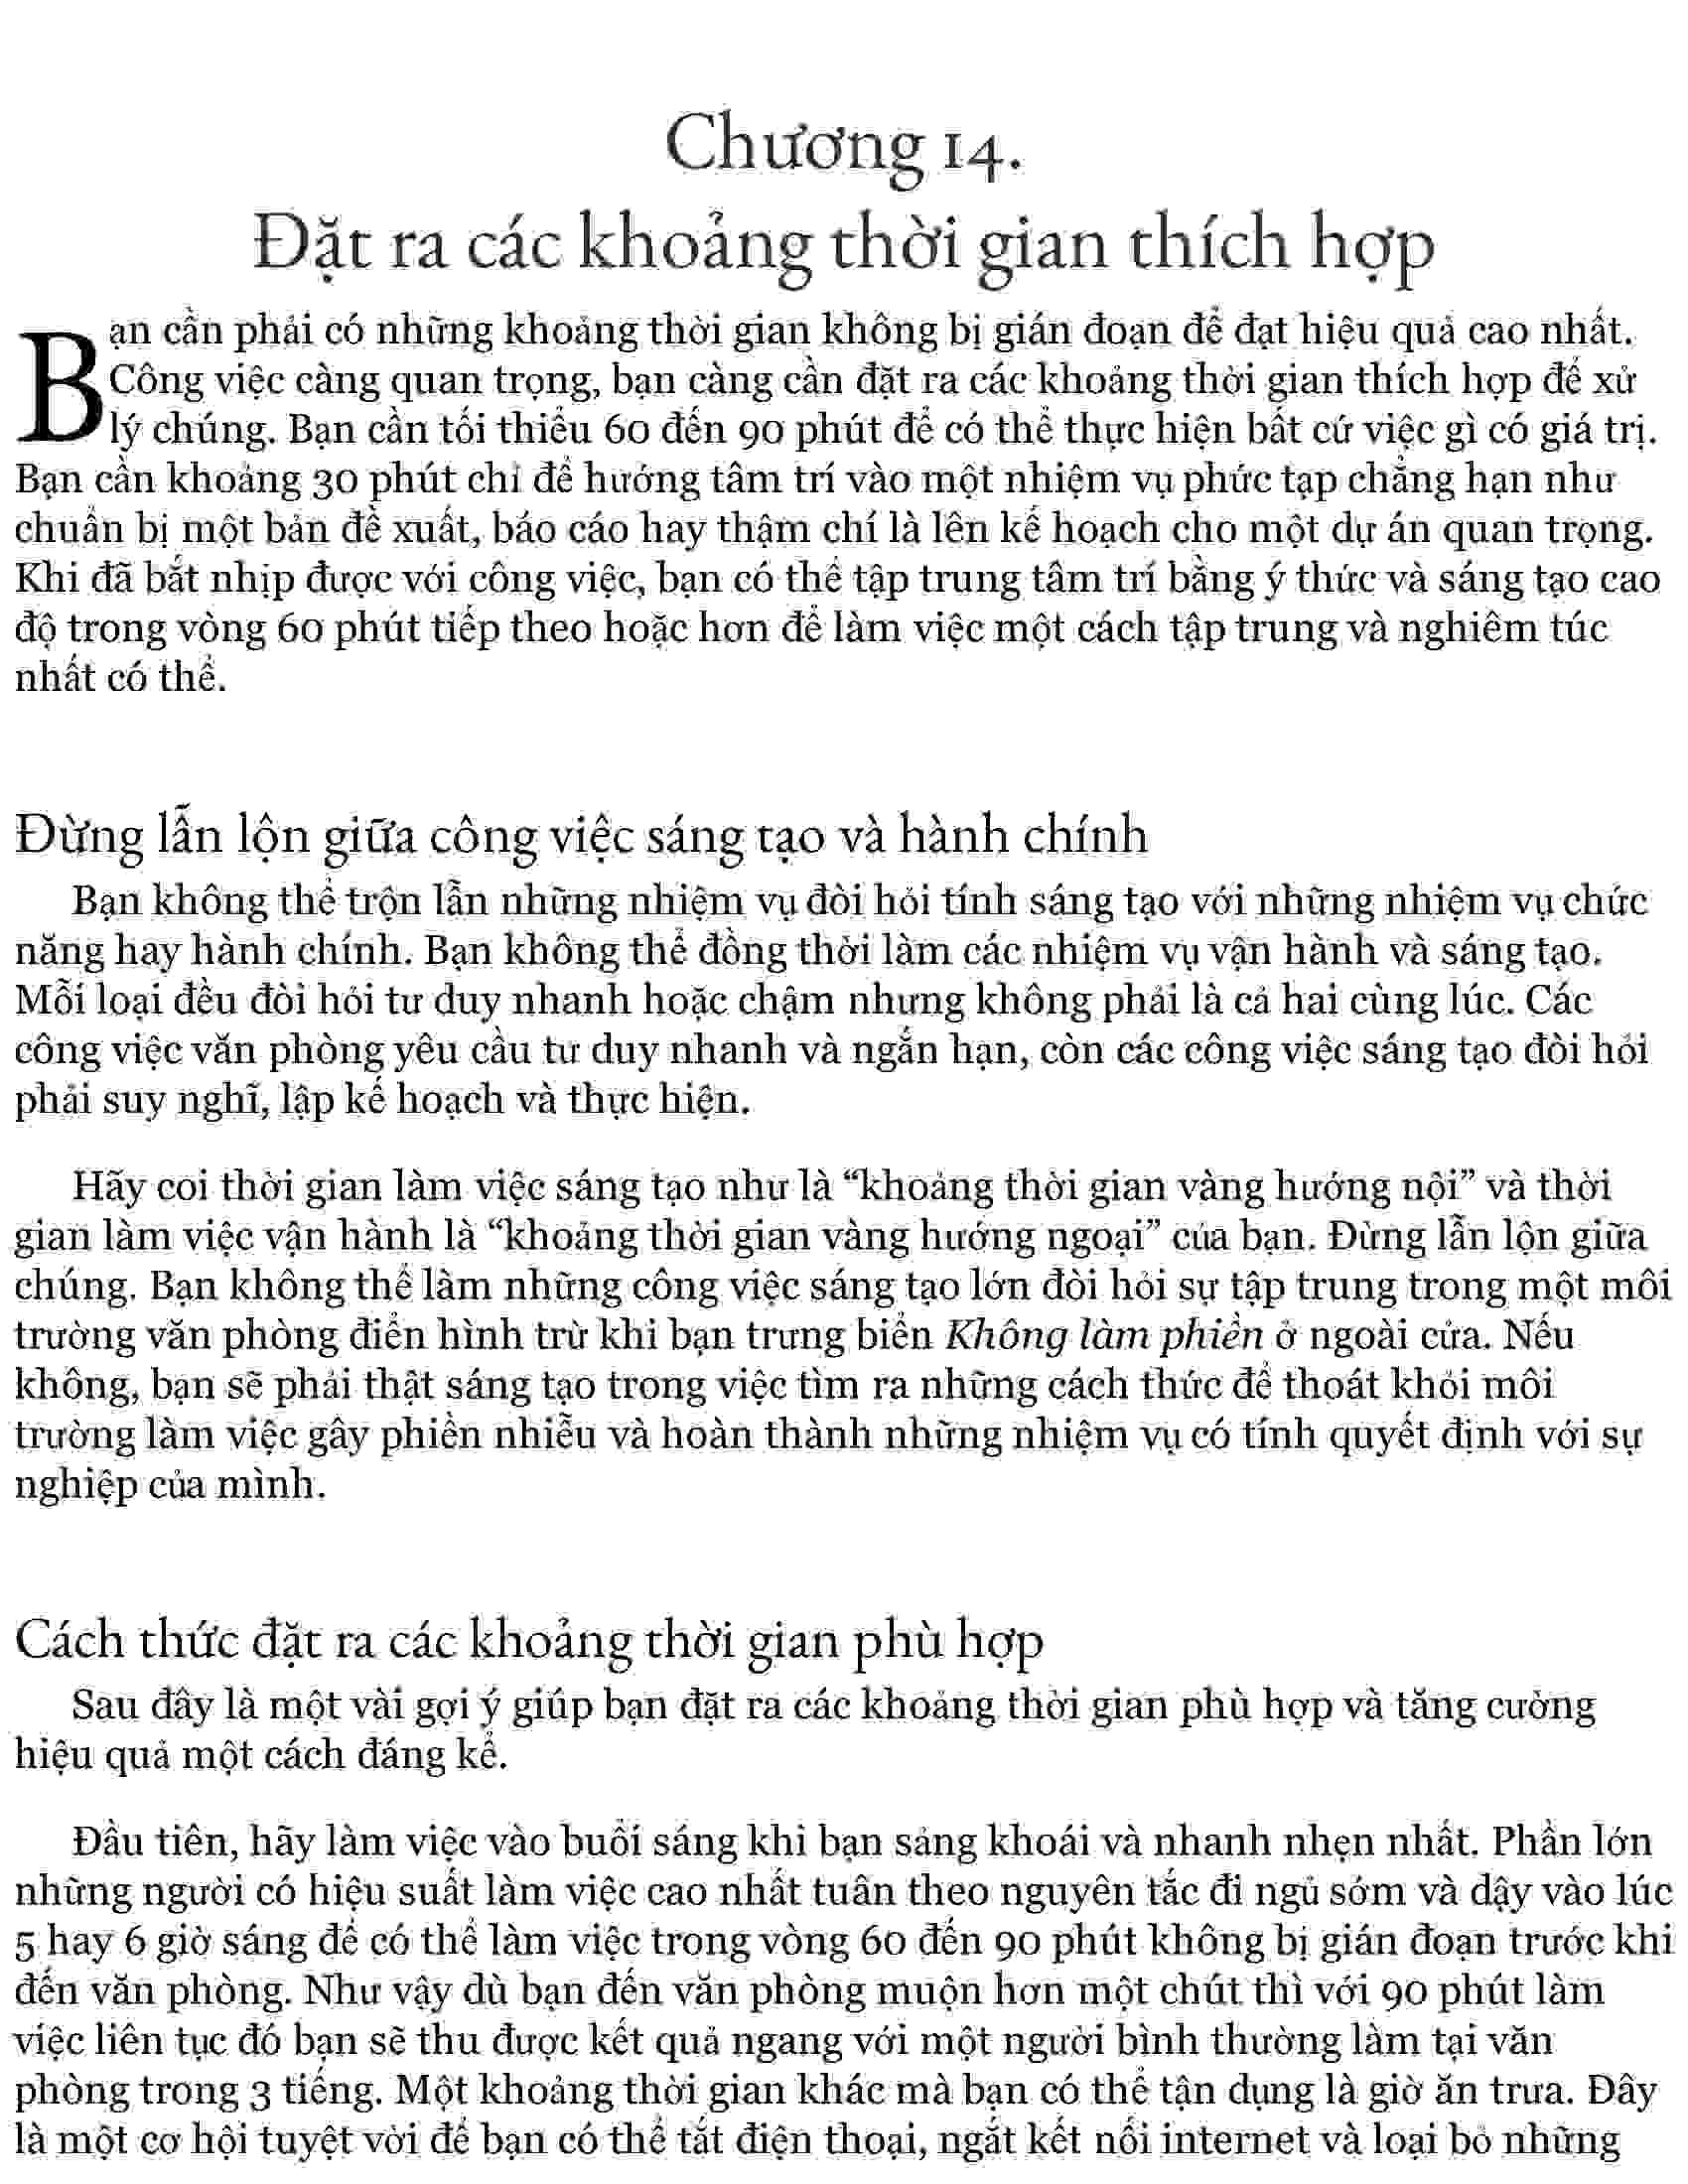 Chương 14.
Đặt ra các khoảng thời gian thích hợp
Bạn cần phải có những khoảng thời gian không bị gián đoạn để đạt hiệu quả cao nhất.
Công việc càng quan trọng, bạn càng cần đặt ra các khoảng thời gian thích hợp để xử
lý chúng. Bạn cần tối thiểu 60 đến 90 phút để có thể thực hiện bất cứ việc gì có giá trị.
Bạn cần khoảng 30 phút chỉ để hướng tâm trí vào một nhiệm vụ phức tạp chẳng hạn như
chuẩn bị một bản đề xuất, báo cáo hay thậm chí là lên kế hoạch cho một dự án quan trọng.
Khi đã bắt nhịp được với công việc, bạn có thể tập trung tâm trí bằng ý thức và sáng tạo cao
độ trong vòng 60 phút tiếp theo hoặc hơn để làm việc một cách tập trung và nghiêm túc
nhất có thể.
Đừng lẫn lộn giữa công việc sáng tạo và hành chính
Bạn không thể trộn lẫn những nhiệm vụ đòi hỏi tính sáng tạo với những nhiệm vụ chức
năng hay hành chính. Bạn không thể đồng thời làm các nhiệm vụ vận hành và sáng tạo.
Mỗi loại đều đòi hỏi tư duy nhanh hoặc chậm nhưng không phải là cả hai cùng lúc. Các
công việc văn phòng yêu cầu tư duy nhanh và ngắn hạn, còn các công việc sáng tạo đòi hỏi
phải suy nghĩ, lập kế hoạch và thực hiện.
Hãy coi thời gian làm việc sáng tạo như là “khoảng thời gian vàng hướng nội” và thời
gian làm việc vận hành là “khoảng thời gian vàng hướng ngoại” của bạn. Đừng lẫn lộn giữa
chúng. Bạn không thể làm những công việc sáng tạo lớn đòi hỏi sự tập trung trong một môi
trường văn phòng điển hình trừ khi bạn trưng biển Không làm phiền ở ngoài cửa. Nếu
không, bạn sẽ phải thật sáng tạo trong việc tìm ra những cách thức để thoát khỏi môi
trường làm việc gây phiền nhiễu và hoàn thành những nhiệm vụ có tính quyết định với sự
nghiệp của mình.
Cách thức đặt ra các khoảng thời gian phù hợp
Sau đây là một vài gợi ý giúp bạn đặt ra các khoảng thời gian phù hợp và tăng cường
hiệu quả một cách đáng kể.
Đầu tiên, hãy làm việc vào buổi sáng khi bạn sảng khoái và nhanh nhẹn nhất. Phần lớn
những người có hiệu suất làm việc cao nhất tuân theo nguyên tắc đi ngủ sớm và dậy vào lúc
5 hay 6 giờ sáng để có thể làm việc trong vòng 60 đến 90 phút không bị gián đoạn trước khi
đến văn phòng. Như vậy dù bạn đến văn phòng muộn hơn một chút thì với 90 phút làm
việc liên tục đó bạn sẽ thu được kết quả ngang với một người bình thường làm tại văn
phòng trong 3 tiếng. Một khoảng thời gian khác mà bạn có thể tận dụng là giờ ăn trưa. Đây
là một cơ hội tuyệt vời để bạn có thể tắt điện thoại, ngắt kết nối internet và loại bỏ những